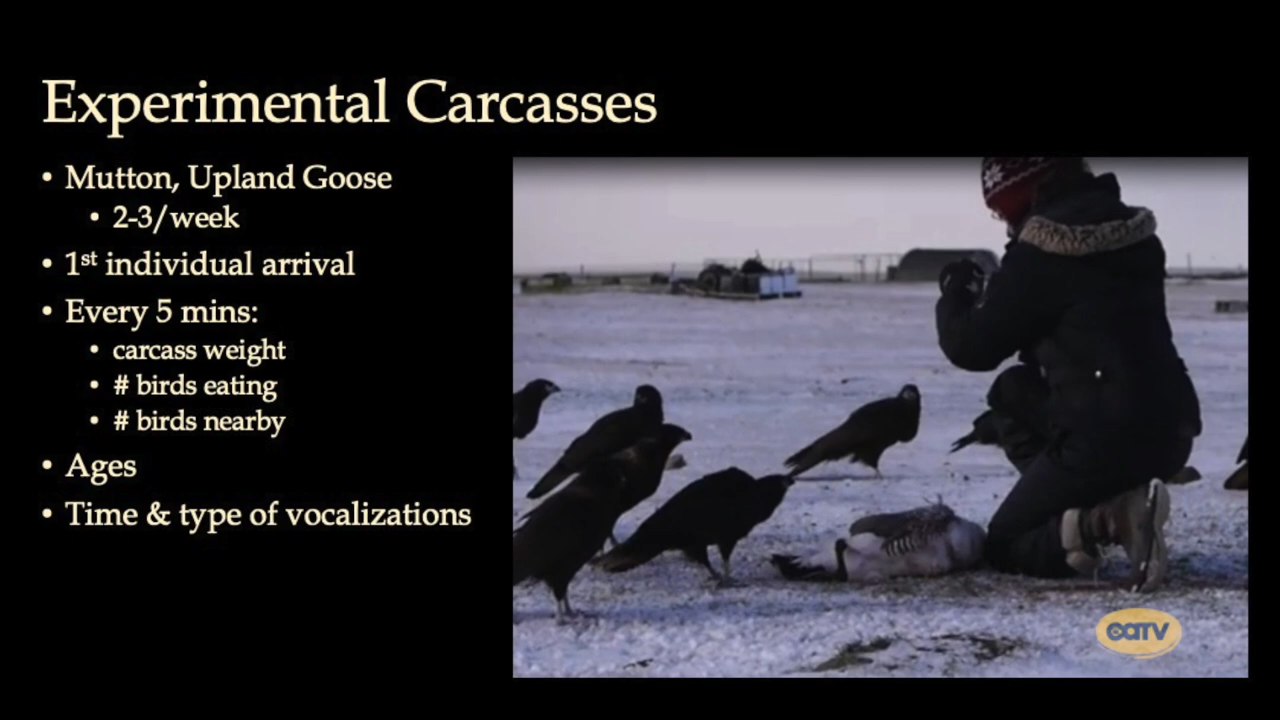 Experimental Carcasses
• Mutton, Upland Goose
• 2-3/week
• 1st individual arrival
• Every 5 mins:
• carcass weight
• # birds eating
• # birds nearby
• Ages
• Time & type of vocalizations
catv